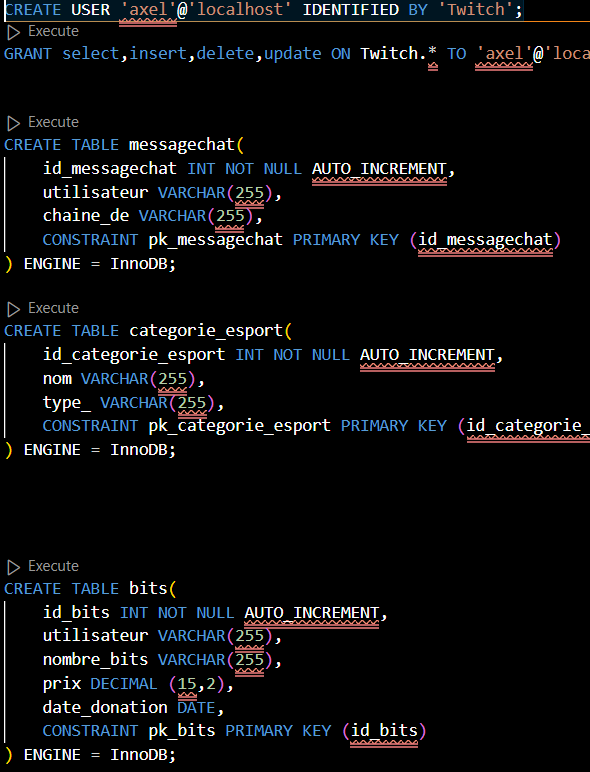 CREATE USER 'axel'@'localhost' IDENTIFIED BY 'Twitch';
Execute
GRANT select,insert,delete,update ON Twitch.* TO 'axel'@'loca
Execute
CREATE TABLE messagechat(
id_messagechat INT NOT NULL AUTO_INCREMENT,
utilisateur VARCHAR(255),
chaine_de VARCHAR(255),
CONSTRAINT pk_messagechat PRIMARY KEY (id_messagechat)
) ENGINE = InnoDB;
Execute
CREATE TABLE categorie_esport(
id_categorie_esport INT NOT NULL AUTO_INCREMENT,
nom VARCHAR(255),
type_ VARCHAR(255),
CONSTRAINT pk_categorie_esport PRIMARY KEY (id_categorie_
) ENGINE = InnoDB;
Execute
CREATE TABLE bits(
id_bits INT NOT NULL AUTO_INCREMENT,
utilisateur VARCHAR(255),
nombre_bits VARCHAR(255),
prix DECIMAL (15,2),
date_donation DATE,
CONSTRAINT pk_bits PRIMARY KEY (id_bits)
) ENGINE = InnoDB;